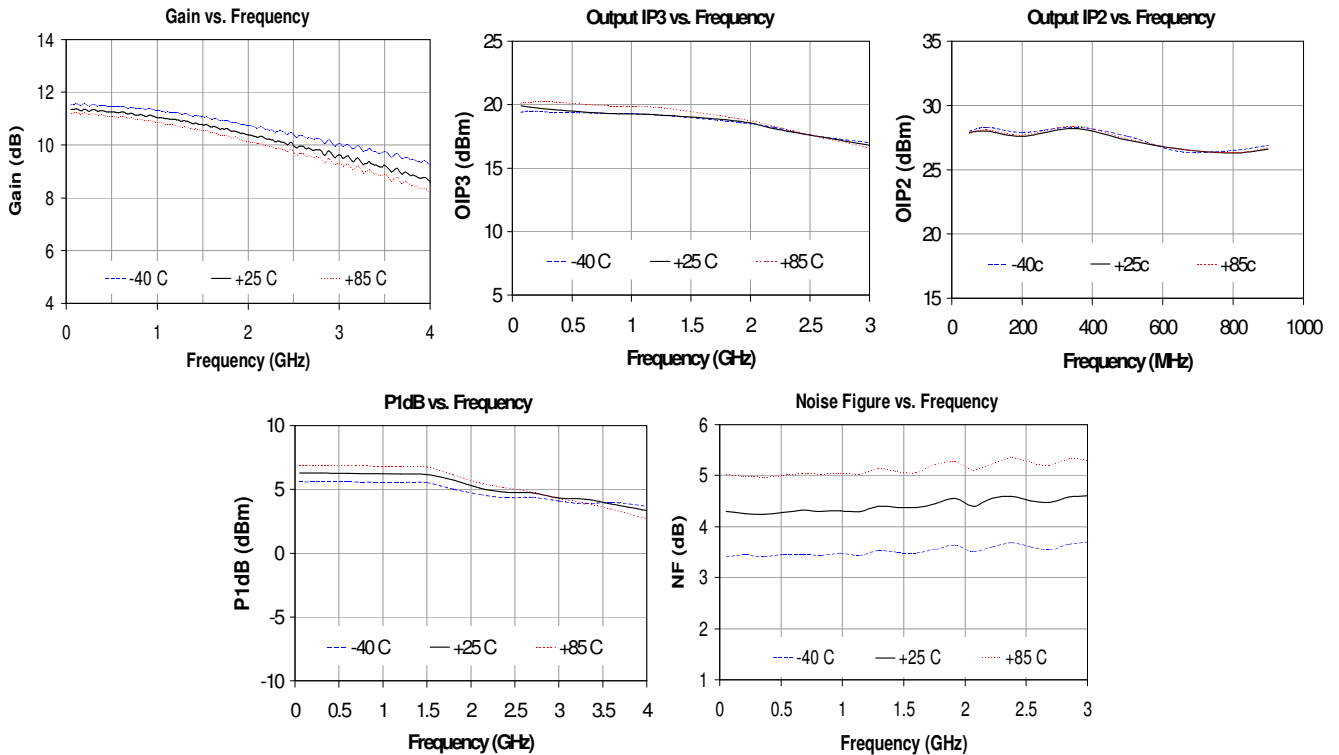 Gain vs. Frequency
14
12
10
8
6
4
Gain (dB)
-40 C
+25 C
+85 C
0
1
2
3
4
Frequency (GHz)
Output IP3 vs. Frequency
25
20
15
10
5
OIP3 (dBm)
-40 C
+25 C
+85 C
0
0.5
1
1.5
2
2.5
3
Frequency (GHz)
Output IP2 vs. Frequency
35
30
25
20
15
OIP2 (dBm)
-40c
+25c
+85c
0
200
400
600
800
1000
Frequency (MHz)
P1dB vs. Frequency
10
5
0
-5
-10
P1dB (dBm)
-40 C
+25 C
+85 C
0
0.5
1
1.5
2
2.5
3
3.5
4
Frequency (GHz)
Noise Figure vs. Frequency
6
5
4
3
2
1
NF (dB)
-40 C
+25 C
+85 C
0
0.5
1
1.5
2
2.5
3
Frequency (GHz)